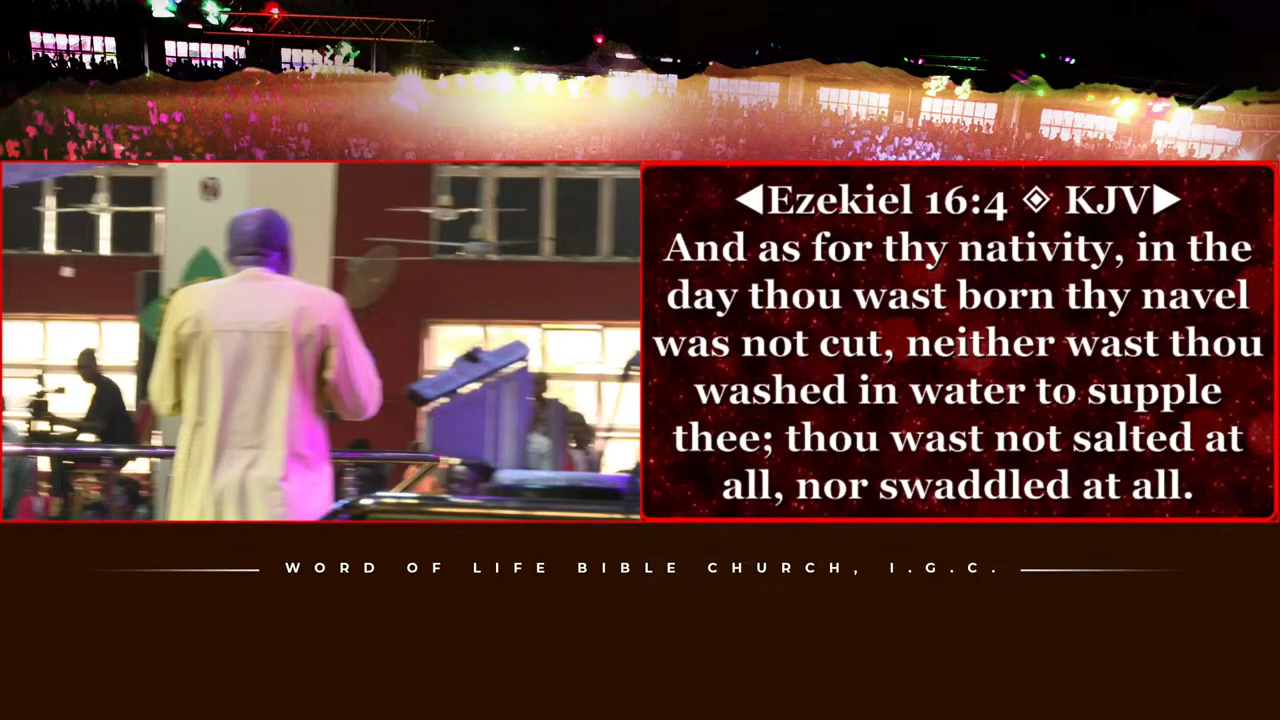 ◀Ezekiel 16:4 ◈ KJV▶
And as for thy nativity, in the
day thou wast born thy navel
was not cut, neither wast thou
washed in water to supple
thee; thou wast not salted at
all, nor swaddled at all.
WORD OF LIFE BIBLE CHURCH, I.G.C.